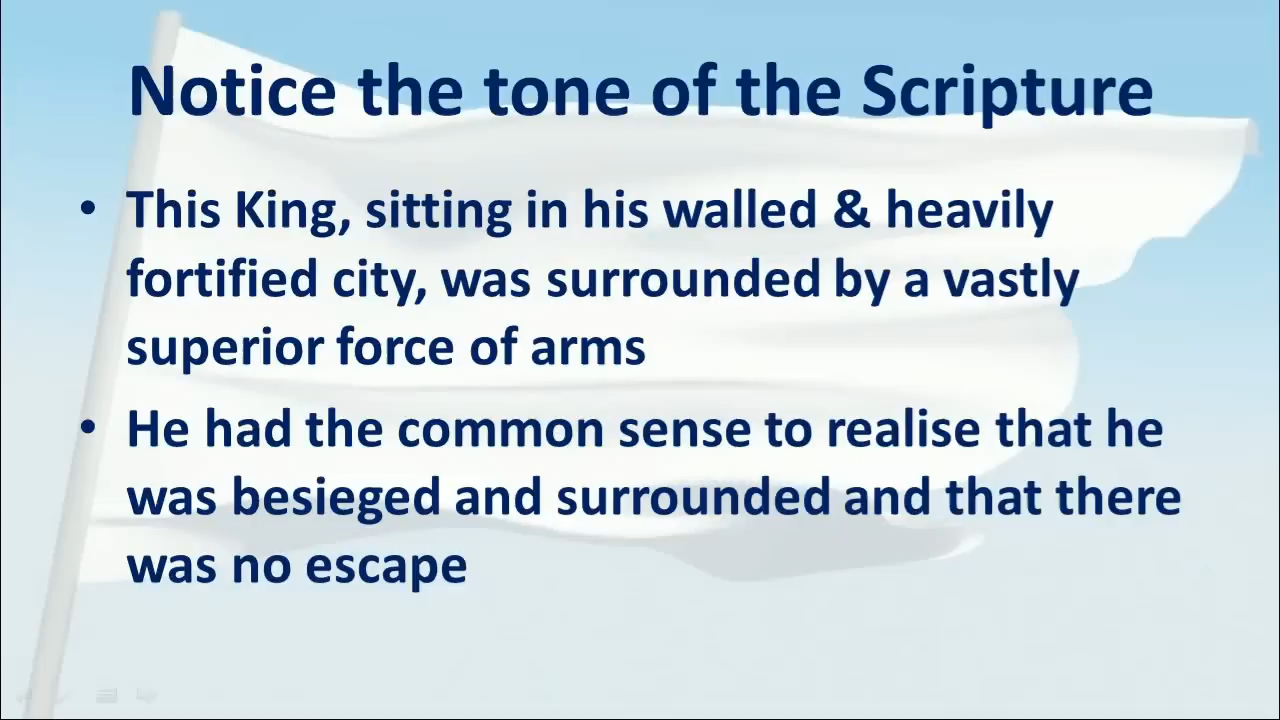 Notice the tone of the Scripture
• This King, sitting in his walled & heavily
fortified city, was surrounded by a vastly
superior force of arms
• He had the common sense to realise that he
was besieged and surrounded and that there
was no escape